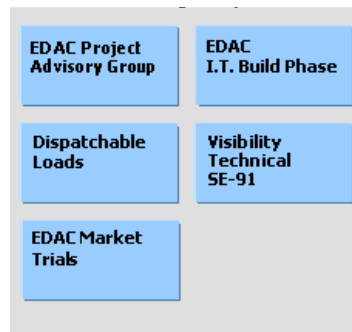 EDAC Project
Advisory Group
EDAC
I.T. Build Phase
Dispatchable
Loads
Visibility
Technical
SE-91
EDAC Market
Trials